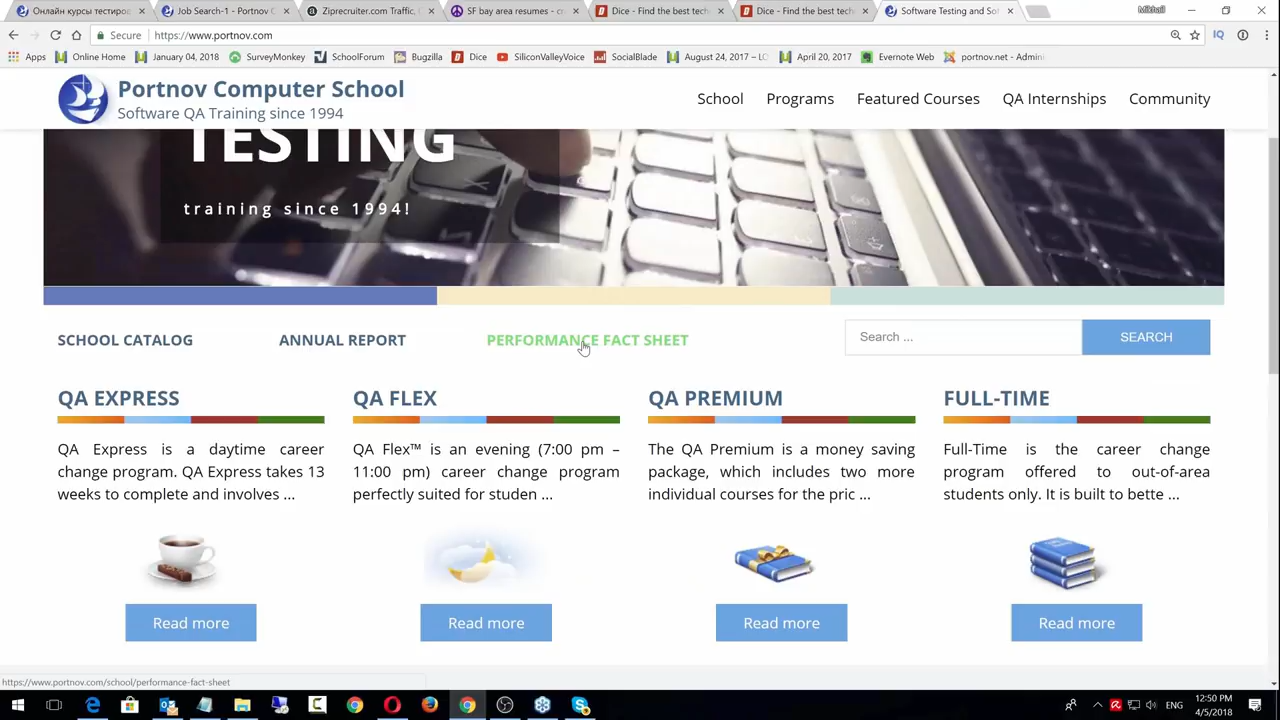 Онлайн курсы тестиров
Job Search-1 - Portnov C
Ziprecruiter.com Traffic,
SF bay area resumes - c
Dice - Find the best tech
Dice - Find the best tech
Software Testing and Sof
Mikhail
Secure
https://www.portnov.com
Apps
Online Home
January 04, 2018
SurveyMonkey
SchoolForum
Bugzilla
Dice
SiliconValleyVoice
SocialBlade
August 24, 2017 – LO
April 20, 2017
Evernote Web
portnov.net - Admini
Portnov Computer School
Software QA Training since 1994
School
Programs
Featured Courses
QA Internships
Community
TESTING
training since 1994!
SCHOOL CATALOG
ANNUAL REPORT
PERFORMANCE FACT SHEET
Search ...
SEARCH
QA EXPRESS
QA Express is a daytime career
change program. QA Express takes 13
weeks to complete and involves ...
Read more
QA FLEX
QA Flex™ is an evening (7:00 pm –
11:00 pm) career change program
perfectly suited for studen ...
Read more
QA PREMIUM
The QA Premium is a money saving
package, which includes two more
individual courses for the pric ...
Read more
FULL-TIME
Full-Time is the career change
program offered to out-of-area
students only. It is built to bette ...
Read more
https://www.portnov.com/school/performance-fact-sheet
ENG
12:50 PM
4/5/2018